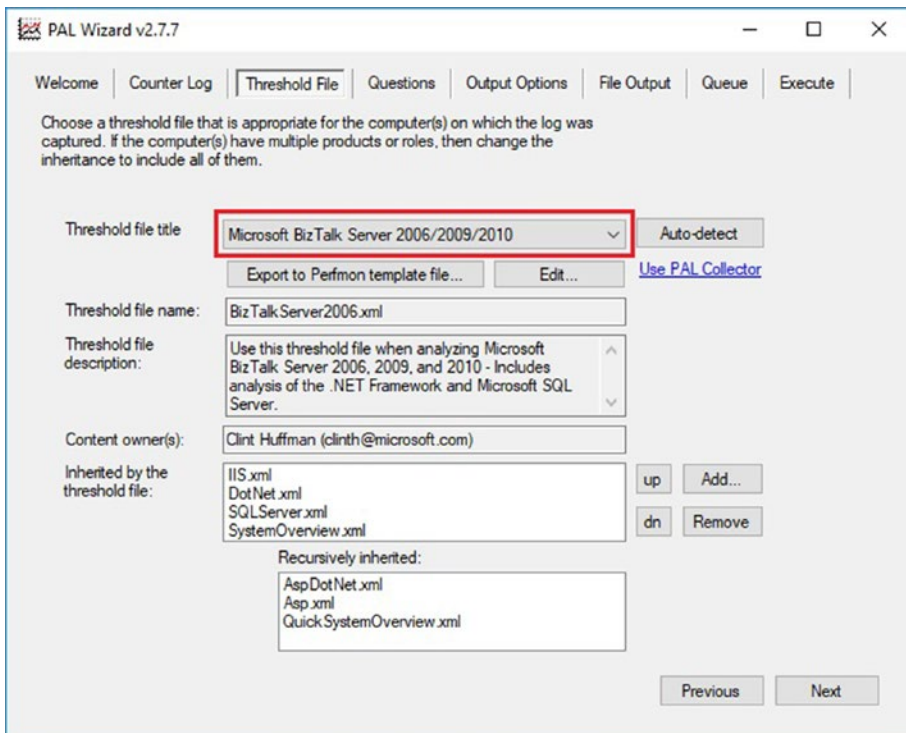 PAL Wizard v2.7.7
Welcome Counter Log Threshold File Questions Output Options File Output Queue Execute
Choose a threshold file that is appropriate for the computer(s) on which the log was
captured. If the computer(s) have multiple products or roles, then change the
inheritance to include all of them.
Threshold file title Microsoft BizTalk Server 2006/2009/2010 Auto-detect
Export to Perfmon template file... Edit... Use PAL Collector
Threshold file name: BizTalkServer2006.xml
Threshold file
description:
Use this threshold file when analyzing Microsoft
BizTalk Server 2006, 2009, and 2010 - Includes
analysis of the .NET Framework and Microsoft SQL
Server.
Content owner(s): Clint Huffman (clinth@microsoft.com)
Inherited by the
threshold file:
IIS.xml
DotNet.xml
SQLServer.xml
SystemOverview.xml
up Add...
dn Remove
Recursively inherited:
AspDotNet.xml
Asp.xml
QuickSystemOverview.xml
Previous Next